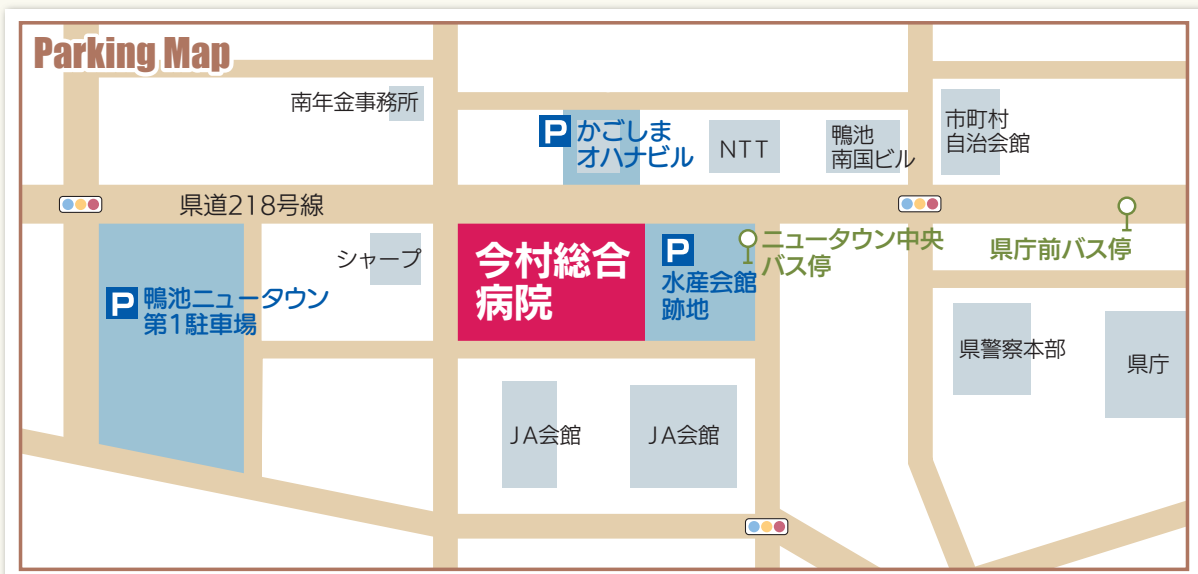 Parking Map
南年金事務所
P かごしま
オハナビル
NTT
鴨池
南国ビル
市町村
自治会館
県道218号線
シャープ
今村総合
病院
P
水産会館
跡地
ニュータウン中央
バス停
県庁前バス停
P 鴨池ニュータウン
第1駐車場
県警察本部
県庁
JA会館
JA会館